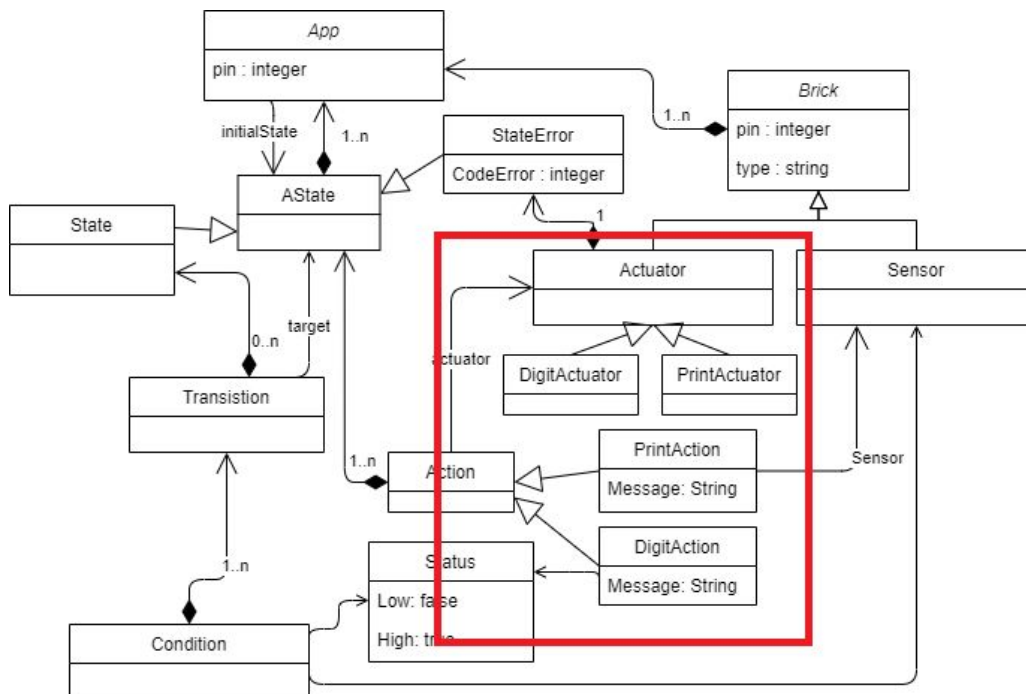 App
pin : integer
Brick
pin : integer
type : string
1..n
initialState
1..n
StateError
CodeError : integer
AState
State
1
Actuator
Sensor
target
actuator
0..n
DigitActuator
PrintActuator
Transistion
PrintAction
Message: String
Sensor
1..n
Action
DigitAction
Message: String
Status
Low: false
High: true
1..n
Condition